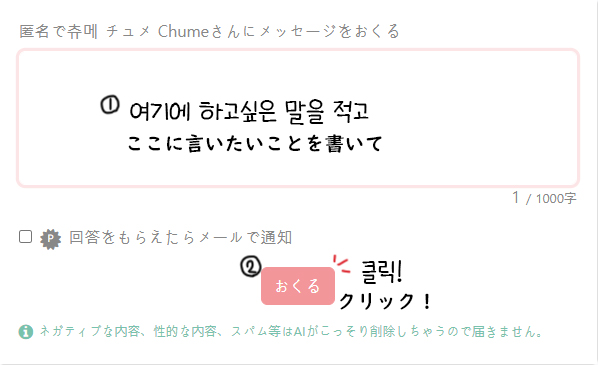 匿名で츄메 チュメ Chumeさんにメッセージをおくる
① 여기에 하고싶은 말을 적고
ここに言いたいことを書いて
1 / 1000字
P 回答をもらえたらメールで通知
② おくる 클릭!
クリック！
ネガティブな内容、性的な内容、スパム等はAIがこっそり削除しちゃうので届きません。